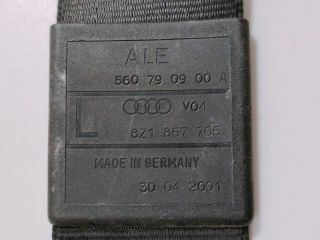 ALE
560 79 09 00 A
L
V04
8Z1 857 705
MADE IN GERMANY
30 04 2001